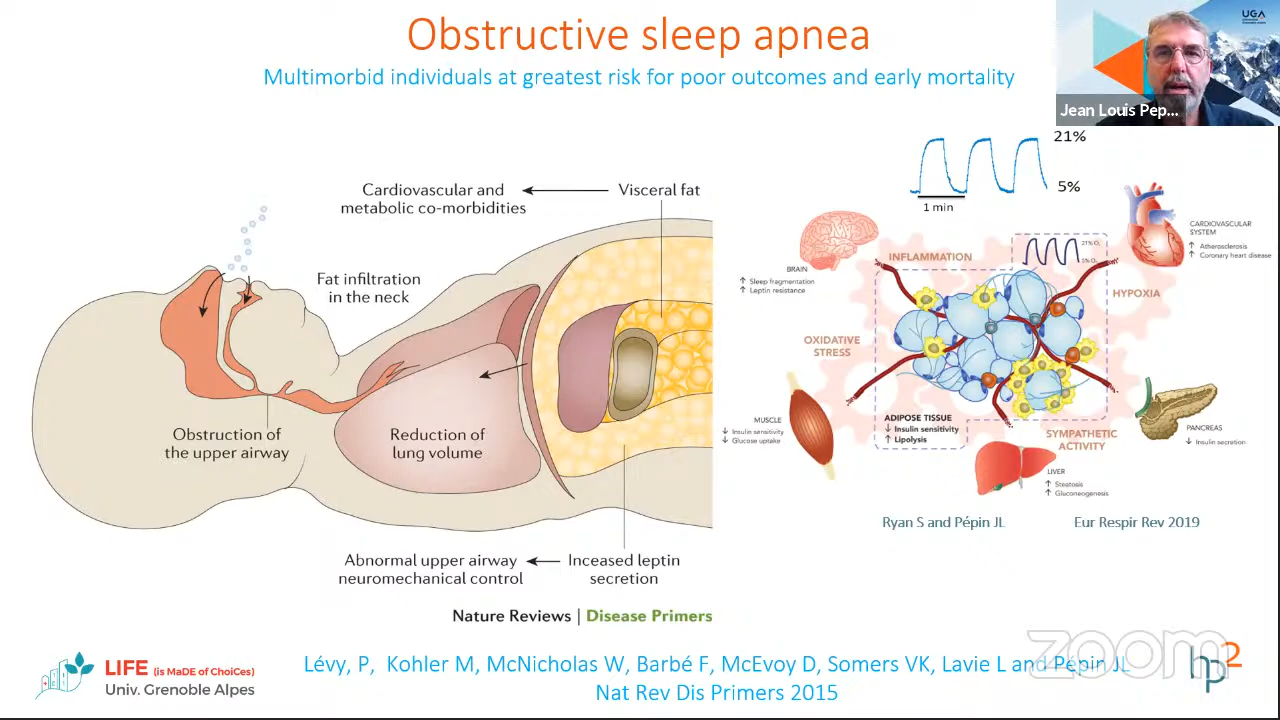 Obstructive sleep apnea
Multimorbid individuals at greatest risk for poor outcomes and early mortality
UGA
Jean Louis Pep...
21%
5%
1 min
Cardiovascular and
metabolic co-morbidities
Visceral fat
Fat infiltration
in the neck
Obstruction of
the upper airway
Reduction of
lung volume
Abnormal upper airway
neuromechanical control
Inceased leptin
secretion
Nature Reviews | Disease Primers
BRAIN
↑ Sleep fragmentation
↑ Leptin resistance
INFLAMMATION
21% O₂
5% O₂
CARDIOVASCULAR
SYSTEM
↑ Atherosclerosis
↑ Coronary heart disease
HYPOXIA
OXIDATIVE
STRESS
MUSCLE
↓ Insulin sensitivity
↓ Glucose uptake
ADIPOSE TISSUE
↓ Insulin sensitivity
↑ Lipolysis
SYMPATHETIC
ACTIVITY
PANCREAS
↓ Insulin secretion
LIVER
↑ Steatosis
↑ Gluconeogenesis
Ryan S and Pépin JL Eur Respir Rev 2019
LIFE (is MaDE of ChoiCes)
Univ. Grenoble Alpes
Lévy, P, Kohler M, McNicholas W, Barbé F, McEvoy D, Somers VK, Lavie L and Pépin JL
Nat Rev Dis Primers 2015
zoom
hp2